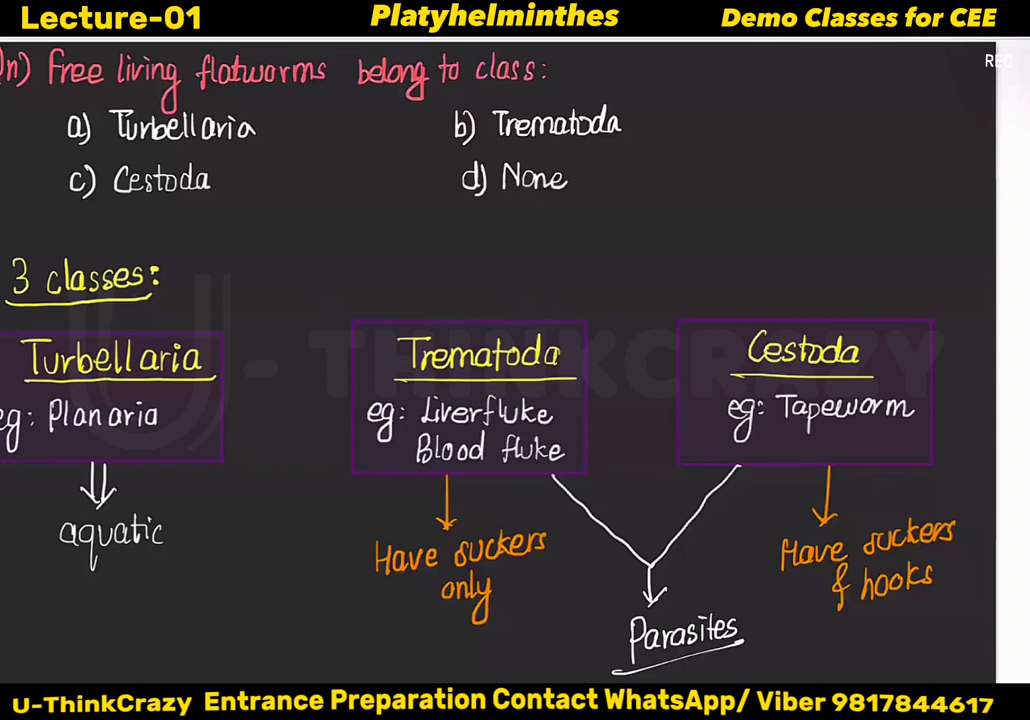 Lecture-01 Platyhelminthes Demo Classes for CEE
REC
Qn) Free living flatworms belong to class:
a) Turbellaria b) Trematoda
c) Cestoda d) None
3 classes:
U - THINKCRAZY
Turbellaria Trematoda Cestoda
eg: Planaria eg: Liverfluke eg: Tapeworm
Blood fluke
aquatic Have suckers Have suckers
only & hooks
Parasites
U-ThinkCrazy Entrance Preparation Contact WhatsApp/ Viber 9817844617